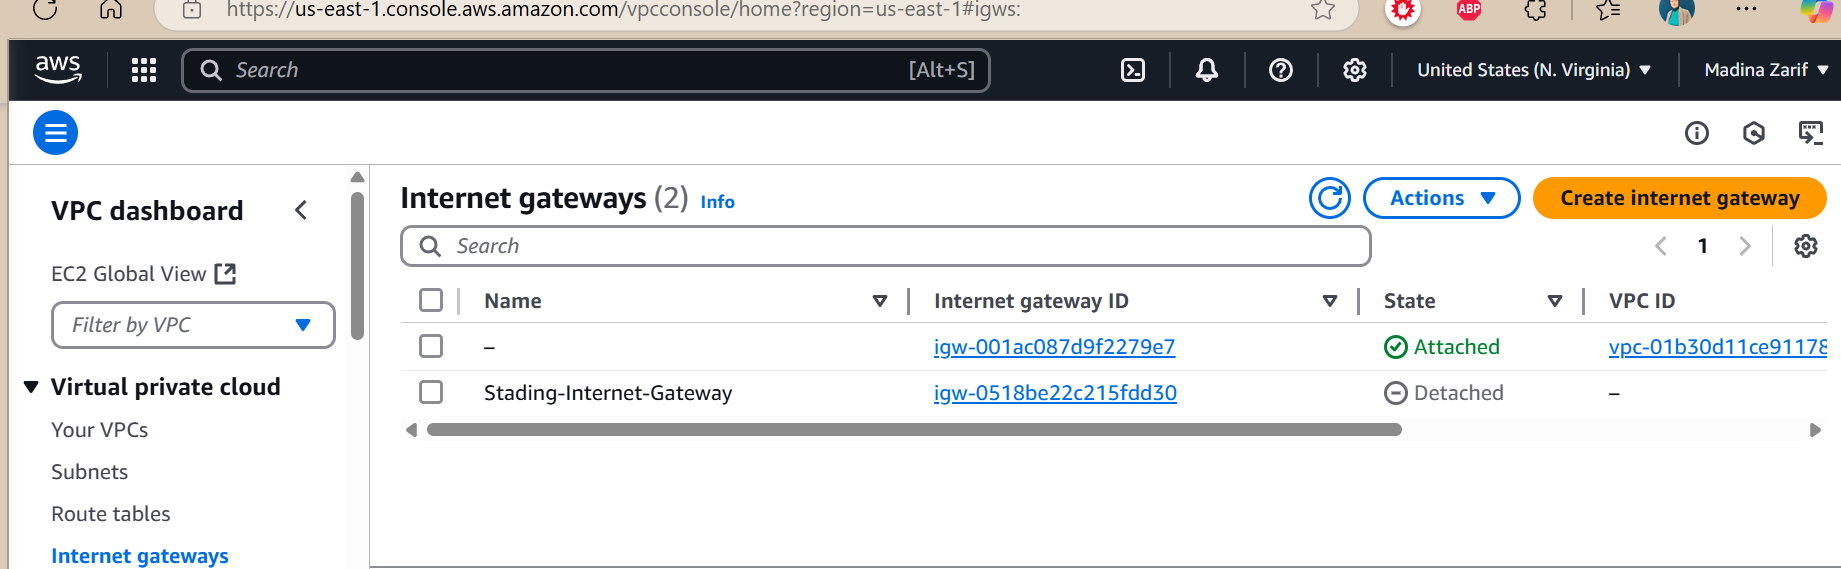 https://us-east-1.console.aws.amazon.com/vpcconsole/home?region=us-east-1#igws:
ABP
aws
Search
[Alt+S]
United States (N. Virginia)
Madina Zarif
VPC dashboard
EC2 Global View
Filter by VPC
Virtual private cloud
Your VPCs
Subnets
Route tables
Internet gateways
Internet gateways (2) Info
Actions
Create internet gateway
Search
1
Name Internet gateway ID State VPC ID
– igw-001ac087d9f2279e7 Attached vpc-01b30d11ce91178
Stading-Internet-Gateway igw-0518be22c215fdd30 Detached –